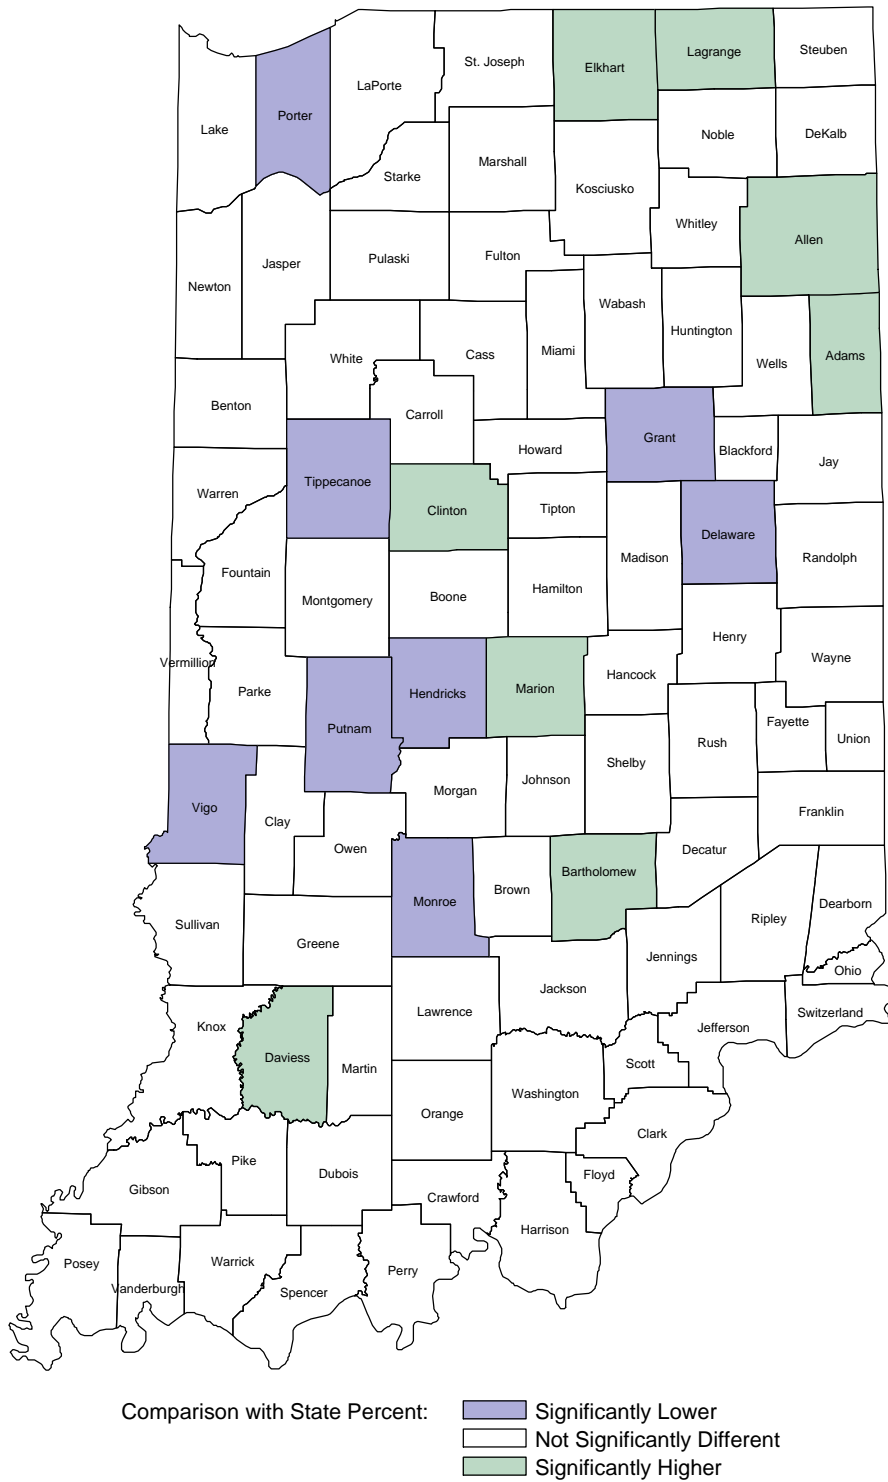 Steuben
Lagrange
St. Joseph
Elkhart
LaPorte
Porter
Lake
Noble
DeKalb
Marshall
Starke
Kosciusko
Whitley
Allen
Fulton
Pulaski
Jasper
Newton
Wabash
Huntington
Miami
Cass
White
Wells
Adams
Benton
Carroll
Grant
Howard
Blackford
Jay
Tippecanoe
Warren
Clinton
Tipton
Delaware
Madison
Randolph
Fountain
Montgomery
Boone
Hamilton
Henry
Vermillion
Wayne
Hancock
Parke
Hendricks
Marion
Putnam
Fayette
Union
Rush
Shelby
Johnson
Morgan
Vigo
Clay
Franklin
Owen
Decatur
Bartholomew
Brown
Monroe
Dearborn
Ripley
Sullivan
Greene
Jennings
Ohio
Jackson
Lawrence
Switzerland
Knox
Jefferson
Daviess
Martin
Scott
Washington
Orange
Clark
Pike
Dubois
Floyd
Gibson
Crawford
Harrison
Posey
Warrick
Perry
Vanderburgh
Spencer
Comparison with State Percent:
Significantly Lower
Not Significantly Different
Significantly Higher